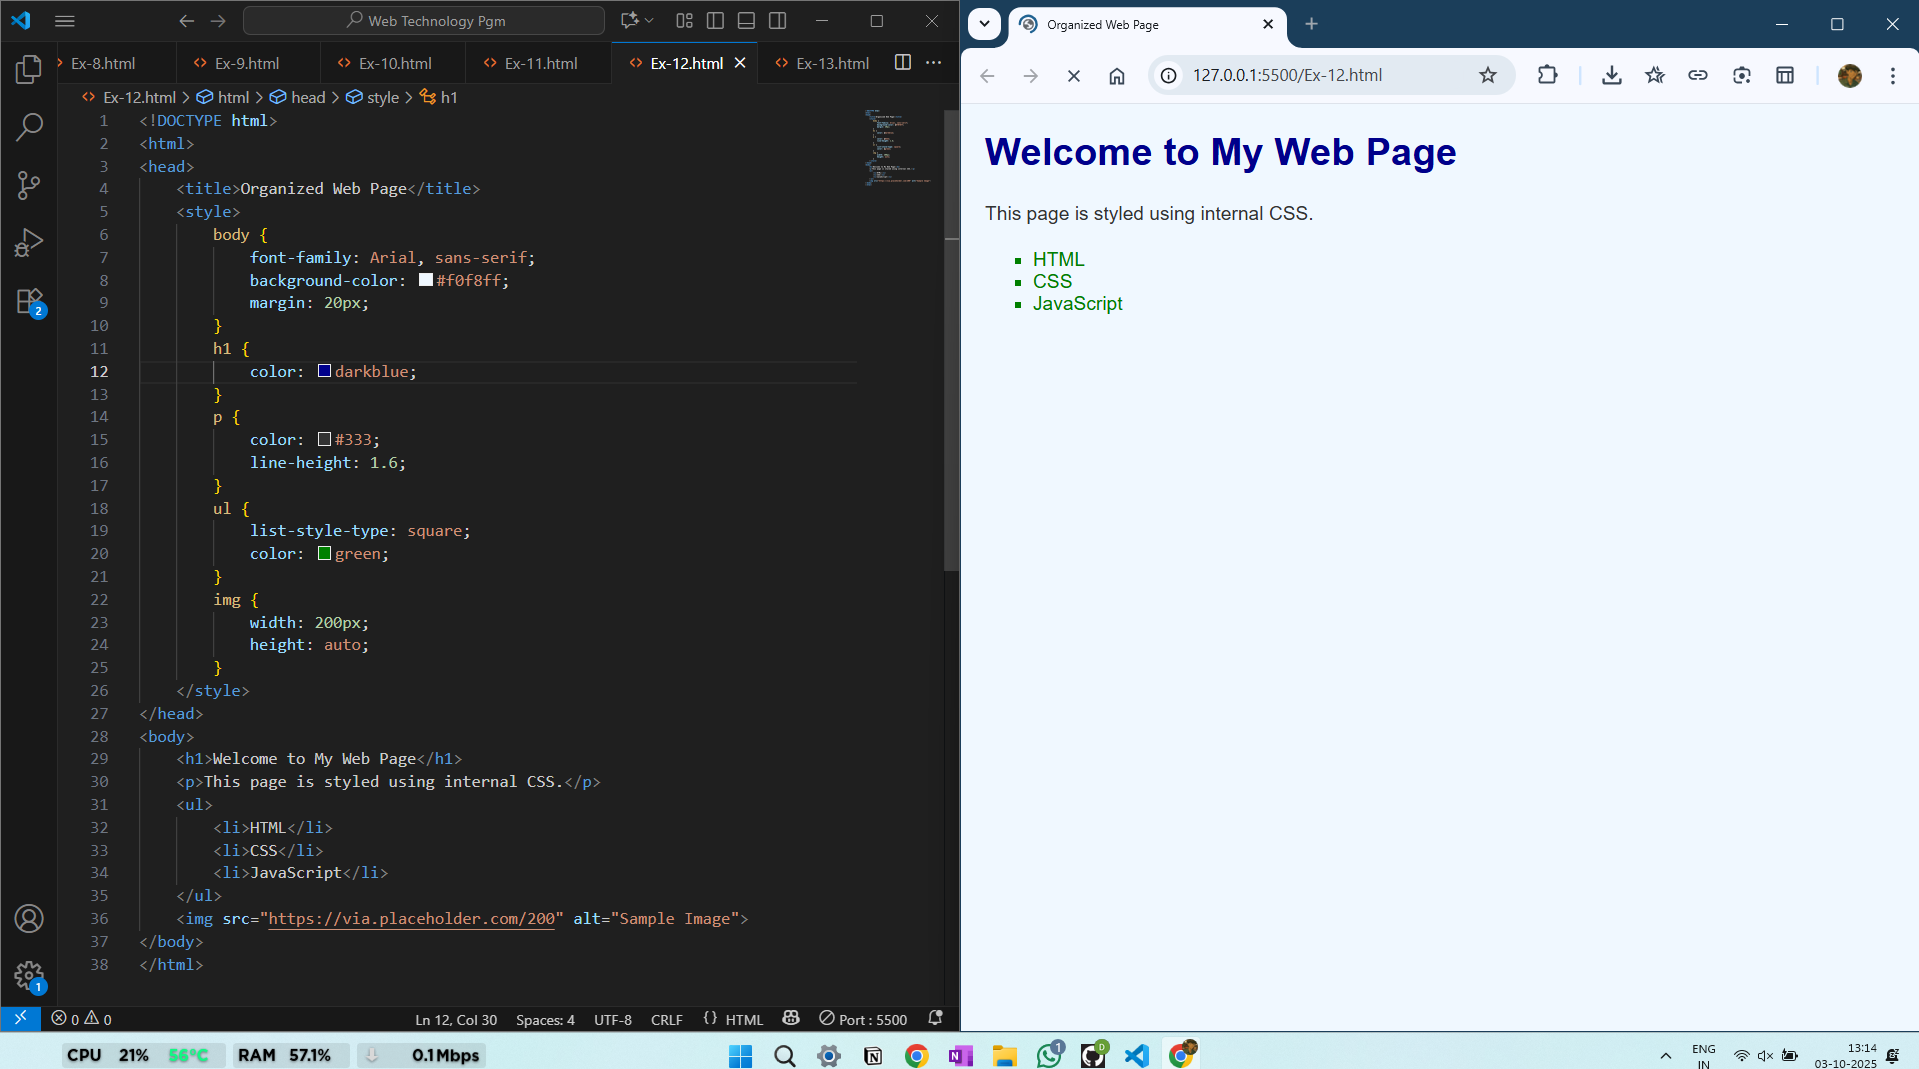 Web Technology Pgm
Ex-8.html
Ex-9.html
Ex-10.html
Ex-11.html
Ex-12.html
Ex-13.html
Ex-12.html > html > head > style > h1
1 <!DOCTYPE html>
2 <html>
3 <head>
4 <title>Organized Web Page</title>
5 <style>
6 body {
7 font-family: Arial, sans-serif;
8 background-color: #f0f8ff;
9 margin: 20px;
10 }
11 h1 {
12 color: darkblue;
13 }
14 p {
15 color: #333;
16 line-height: 1.6;
17 }
18 ul {
19 list-style-type: square;
20 color: green;
21 }
22 img {
23 width: 200px;
24 height: auto;
25 }
26 </style>
27 </head>
28 <body>
29 <h1>Welcome to My Web Page</h1>
30 <p>This page is styled using internal CSS.</p>
31 <ul>
32 <li>HTML</li>
33 <li>CSS</li>
34 <li>JavaScript</li>
35 </ul>
36 <img src="https://via.placeholder.com/200" alt="Sample Image">
37 </body>
38 </html>
2
1
0 0
Ln 12, Col 30
Spaces: 4
UTF-8
CRLF
{} HTML
Port : 5500
Organized Web Page
127.0.0.1:5500/Ex-12.html
Welcome to My Web Page
This page is styled using internal CSS.
HTML
CSS
JavaScript
CPU 21% 56°C
RAM 57.1%
0.1 Mbps
1
D
ENG
IN
13:14
03-10-2025